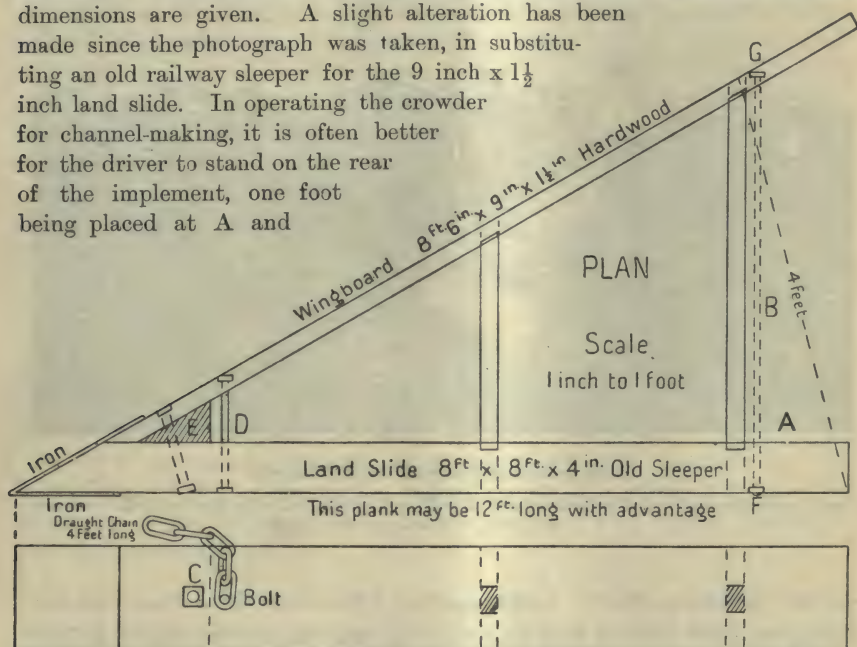 dimensions are given. A slight alteration has been
made since the photograph was taken, in substitu-
ting an old railway sleeper for the 9 inch x 1½
inch land slide. In operating the crowder
for channel-making, it is often better
for the driver to stand on the rear
of the implement, one foot
being placed at A and
G
Wingboard 8 ft. 6 in. x 9 in. x 1½ in Hardwood
PLAN
Scale
1 inch to 1 foot
B
4 feet
A
E
D
Iron
Land Slide 8 Ft x 8 Ft. x 4 in. Old Sleeper
Iron
F
This plank may be 12 Ft. long with advantage
Draught Chain
4 Feet long
C
Bolt